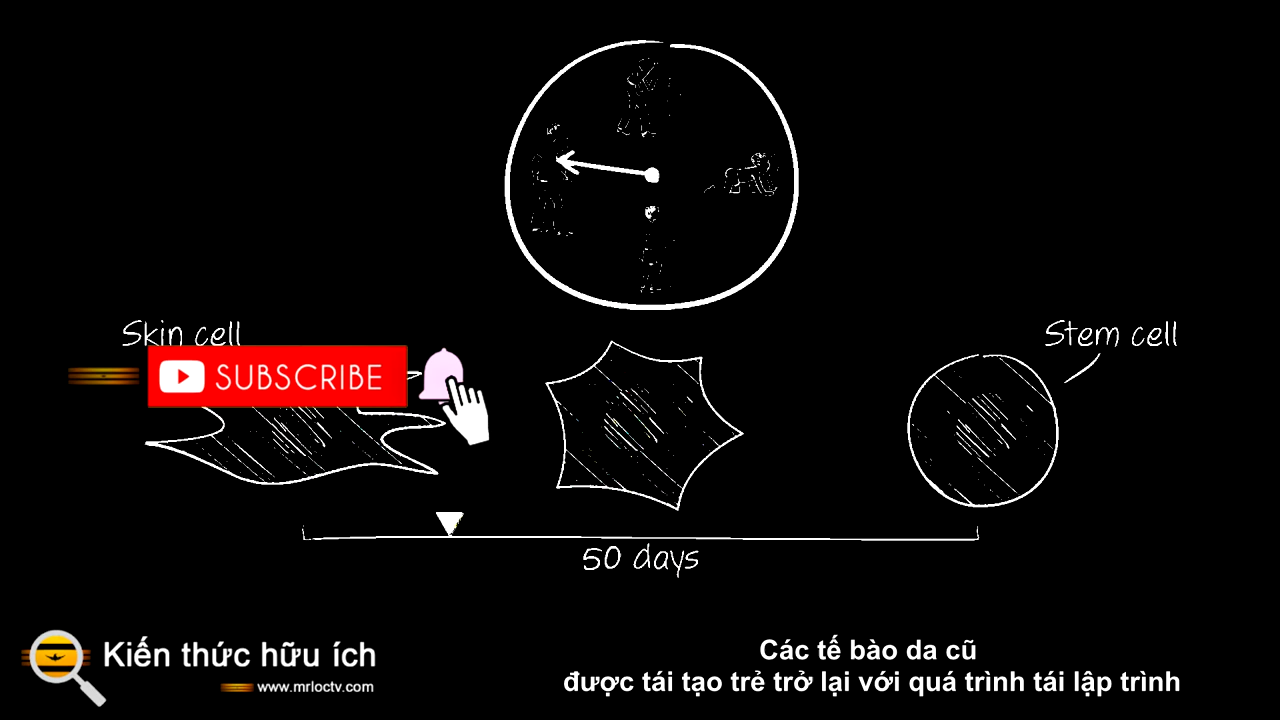 Skin cell
Stem cell
SUBSCRIBE
50 days
Kiến thức hữu ích
www.mrloctv.com
Các tế bào da cũ
được tái tạo trẻ trở lại với quá trình tái lập trình